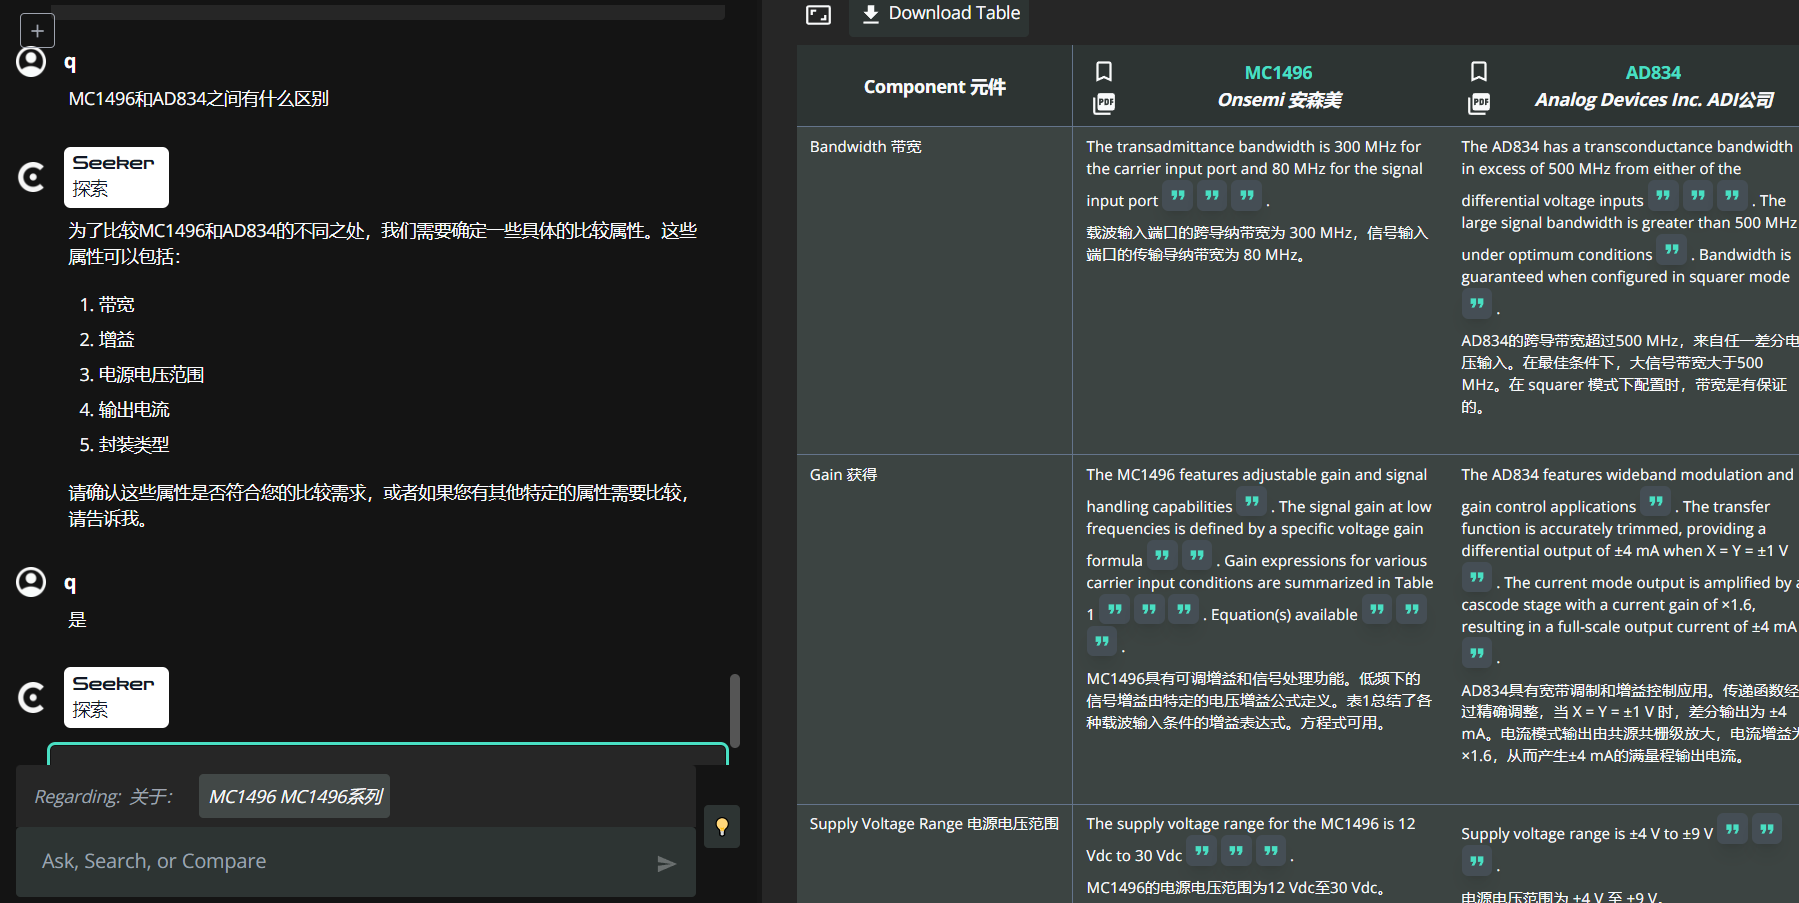 q
MC1496和AD834之间有什么区别
Seeker
探索
为了比较MC1496和AD834的不同之处，我们需要确定一些具体的比较属性。这些
属性可以包括：
1. 带宽
2. 增益
3. 电源电压范围
4. 输出电流
5. 封装类型
请确认这些属性是否符合您的比较需求，或者如果您有其他特定的属性需要比较，
请告诉我。
q
是
Seeker
探索
Regarding: 关于：
MC1496 MC1496系列
Ask, Search, or Compare
Download Table
Component 元件
MC1496
Onsemi 安森美
AD834
Analog Devices Inc. ADI公司
Bandwidth 带宽
The transadmittance bandwidth is 300 MHz for
the carrier input port and 80 MHz for the signal
input port .
载波输入端口的跨导纳带宽为 300 MHz，信号输入
端口的传输导纳带宽为 80 MHz。
The AD834 has a transconductance bandwidth
in excess of 500 MHz from either of the
differential voltage inputs . The
large signal bandwidth is greater than 500 MHz
under optimum conditions . Bandwidth is
guaranteed when configured in squarer mode
.
AD834的跨导带宽超过500 MHz，来自任一差分电
压输入。在最佳条件下，大信号带宽大于500
MHz。在 squarer 模式下配置时，带宽是有保证
的。
Gain 获得
The MC1496 features adjustable gain and signal
handling capabilities . The signal gain at low
frequencies is defined by a specific voltage gain
formula . Gain expressions for various
carrier input conditions are summarized in Table
1 . Equation(s) available
.
MC1496具有可调增益和信号处理功能。低频下的
信号增益由特定的电压增益公式定义。表1总结了各
种载波输入条件的增益表达式。方程式可用。
The AD834 features wideband modulation and
gain control applications . The transfer
function is accurately trimmed, providing a
differential output of ±4 mA when X = Y = ±1 V
. The current mode output is amplified by a
cascode stage with a current gain of ×1.6,
resulting in a full-scale output current of ±4 mA
.
AD834具有宽带调制和增益控制应用。传递函数经
过精确调整，当 X = Y = ±1 V 时，差分输出为 ±4
mA。电流模式输出由共源共栅级放大，电流增益为
×1.6，从而产生±4 mA的满量程输出电流。
Supply Voltage Range 电源电压范围
The supply voltage range for the MC1496 is 12
Vdc to 30 Vdc .
MC1496的电源电压范围为12 Vdc至30 Vdc。
Supply voltage range is ±4 V to ±9 V
.
电源电压范围为 ±4 V 至 ±9 V。